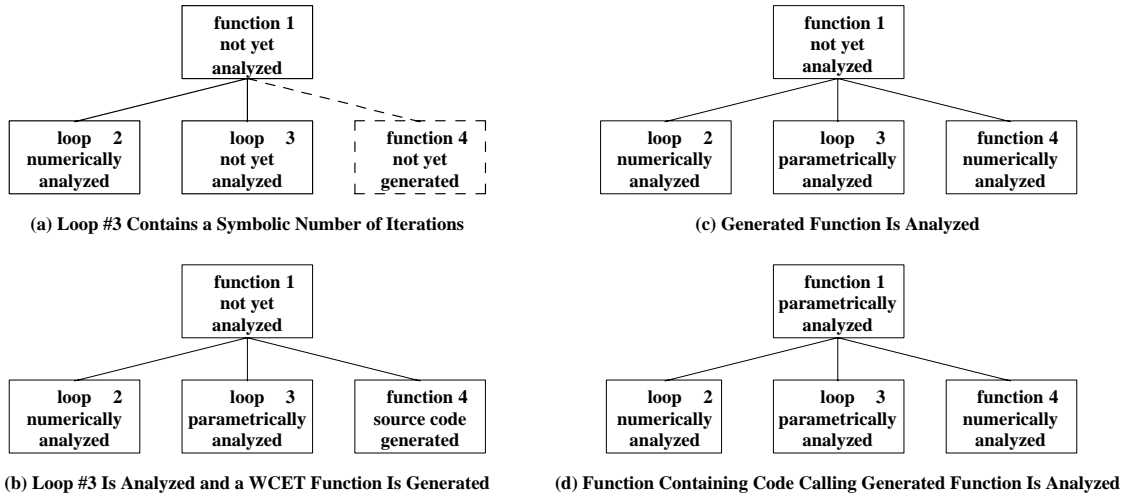 function 1
not yet
analyzed
loop 2
numerically
analyzed
loop 3
not yet
analyzed
function 4
not yet
generated
(a) Loop #3 Contains a Symbolic Number of Iterations
function 1
not yet
analyzed
loop 2
numerically
analyzed
loop 3
parametrically
analyzed
function 4
source code
generated
(b) Loop #3 Is Analyzed and a WCET Function Is Generated
function 1
not yet
analyzed
loop 2
numerically
analyzed
loop 3
parametrically
analyzed
function 4
numerically
analyzed
(c) Generated Function Is Analyzed
function 1
parametrically
analyzed
loop 2
numerically
analyzed
loop 3
parametrically
analyzed
function 4
numerically
analyzed
(d) Function Containing Code Calling Generated Function Is Analyzed